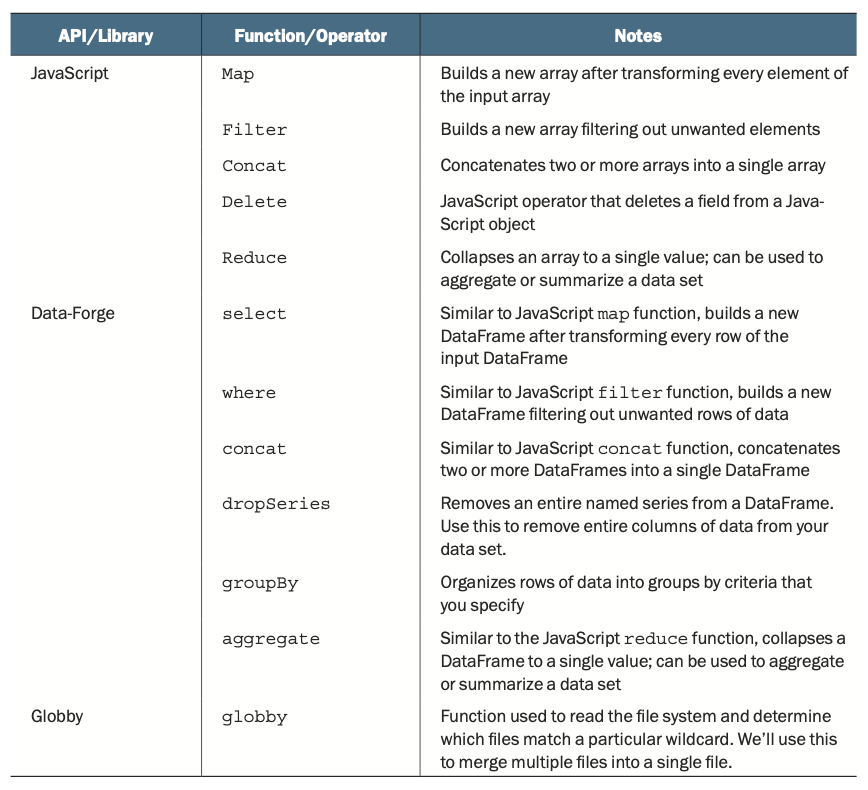 API/Library Function/Operator Notes
JavaScript Map Builds a new array after transforming every element of
the input array
Filter Builds a new array filtering out unwanted elements
Concat Concatenates two or more arrays into a single array
Delete JavaScript operator that deletes a field from a Java-
Script object
Reduce Collapses an array to a single value; can be used to
aggregate or summarize a data set
Data-Forge select Similar to JavaScript map function, builds a new
DataFrame after transforming every row of the
input DataFrame
where Similar to JavaScript filter function, builds a new
DataFrame filtering out unwanted rows of data
concat Similar to JavaScript concat function, concatenates
two or more DataFrames into a single DataFrame
dropSeries Removes an entire named series from a DataFrame.
Use this to remove entire columns of data from your
data set.
groupBy Organizes rows of data into groups by criteria that
you specify
aggregate Similar to the JavaScript reduce function, collapses a
DataFrame to a single value; can be used to aggregate
or summarize a data set
Globby globby Function used to read the file system and determine
which files match a particular wildcard. We'll use this
to merge multiple files into a single file.